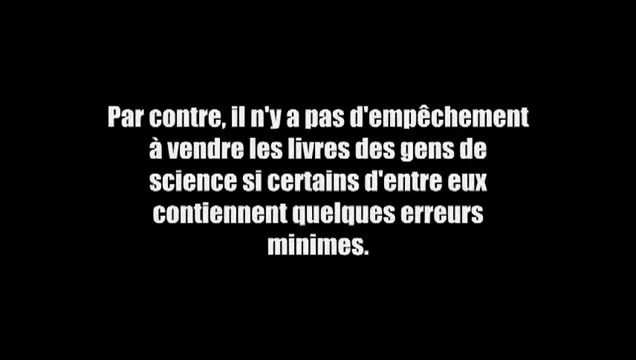 Par contre, il n'y a pas d'empêchement
à vendre les livres des gens de
science si certains d'entre eux
contiennent quelques erreurs
minimes.